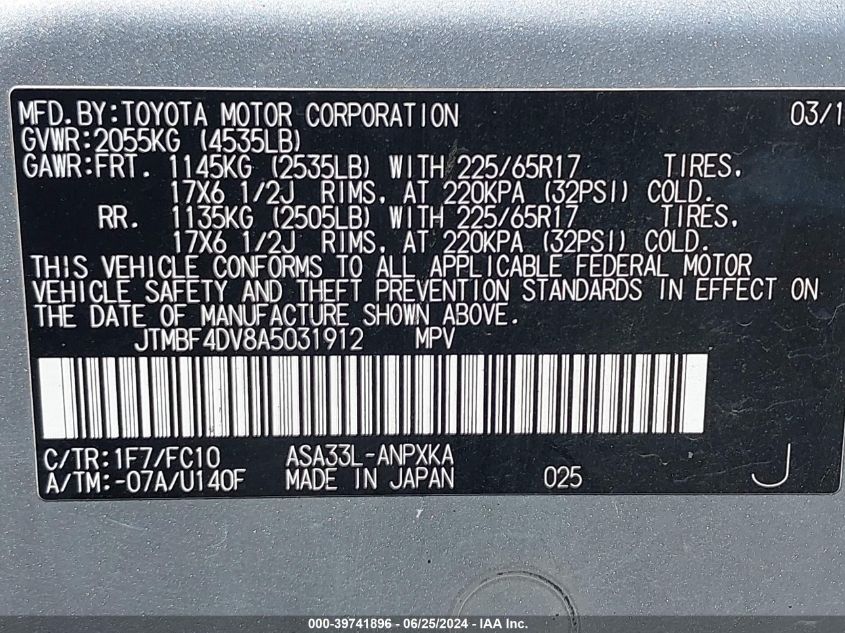 MFD.BY:TOYOTA MOTOR CORPORATION 03/1
GVWR:2055KG (4535LB)
GAWR:FRT. 1145KG (2535LB) WITH 225/65R17 TIRES,
17X6 1/2J RIMS, AT 220KPA (32PSI) COLD.
RR. 1135KG (2505LB) WITH 225/65R17 TIRES,
17X6 1/2J RIMS, AT 220KPA (32PSI) COLD.
THIS VEHICLE CONFORMS TO ALL APPLICABLE FEDERAL MOTOR
VEHICLE SAFETY AND THEFT PREVENTION STANDARDS IN EFFECT ON
THE DATE OF MANUFACTURE SHOWN ABOVE.
JTMBF4DV8A5031912 MPV
C/TR:1F7/FC10 ASA33L-ANPXKA
A/TM:-07A/U140F MADE IN JAPAN 025 J
000-39741896 - 06/25/2024 - IAA Inc.